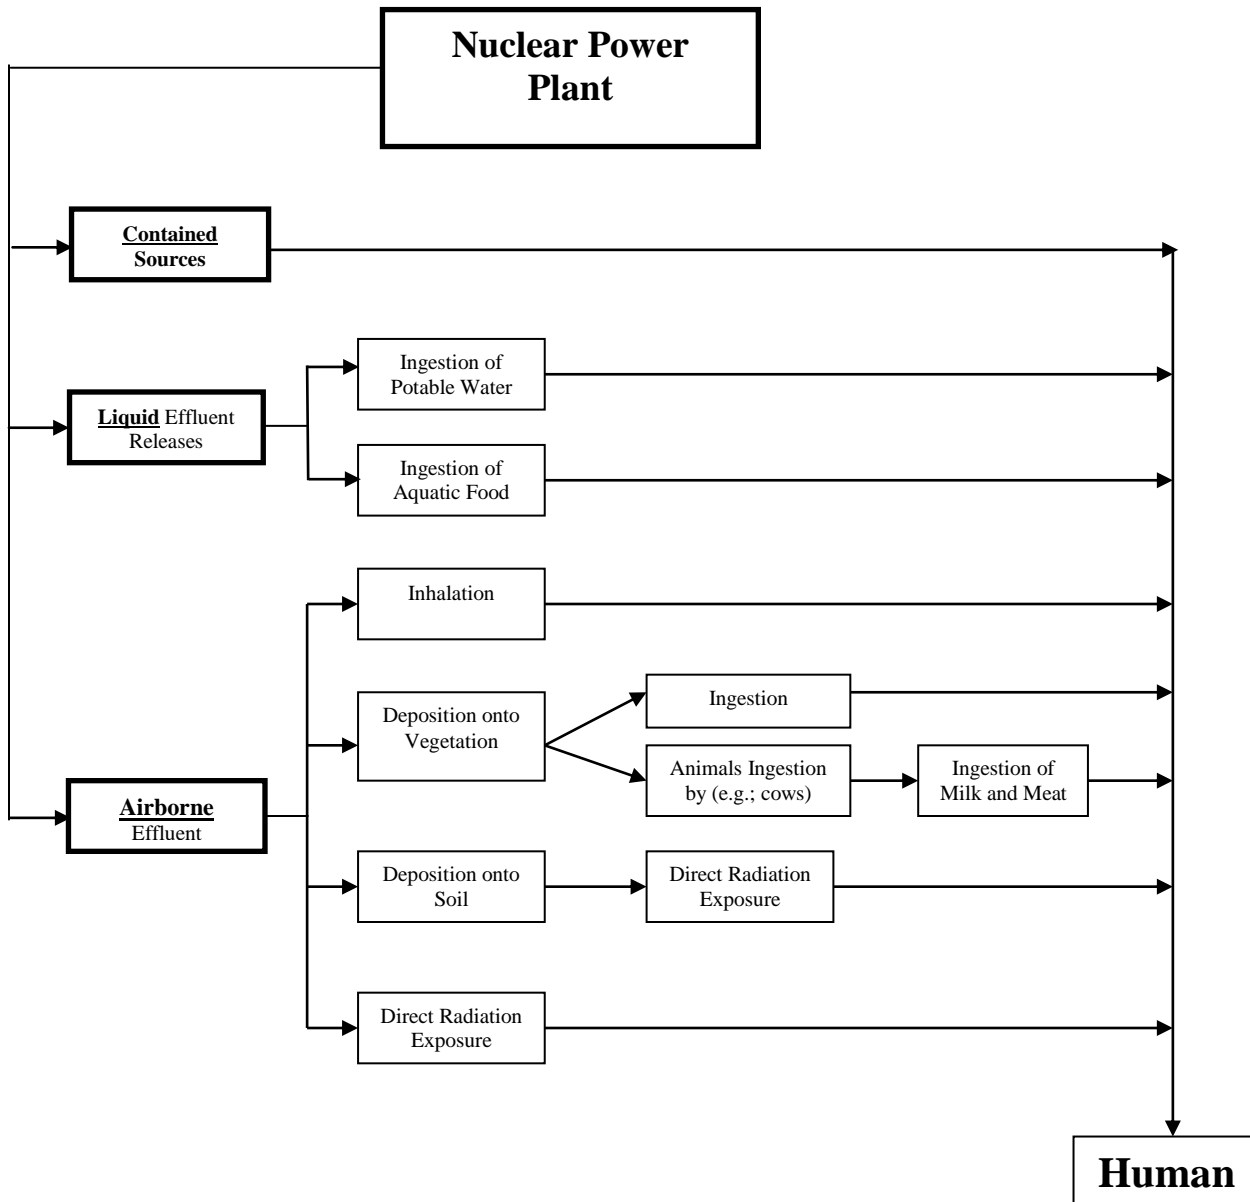 Nuclear Power
Plant
Contained
Sources
Ingestion of
Potable Water
Liquid Effluent
Releases
Ingestion of
Aquatic Food
Inhalation
Deposition onto
Vegetation
Ingestion
Animals Ingestion
by (e.g.; cows)
Ingestion of
Milk and Meat
Airborne
Effluent
Deposition onto
Soil
Direct Radiation
Exposure
Direct Radiation
Exposure
Human